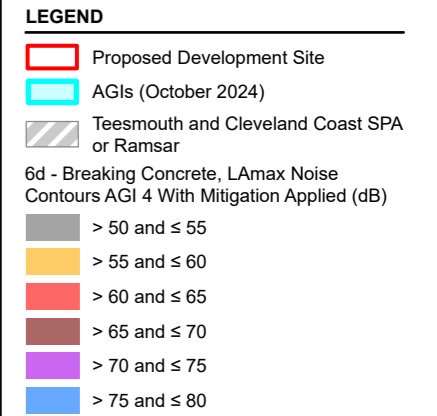 LEGEND
Proposed Development Site
AGIs (October 2024)
Teesmouth and Cleveland Coast SPA
or Ramsar
6d - Breaking Concrete, LAmax Noise
Contours AGI 4 With Mitigation Applied (dB)
> 50 and ≤ 55
> 55 and ≤ 60
> 60 and ≤ 65
> 65 and ≤ 70
> 70 and ≤ 75
> 75 and ≤ 80